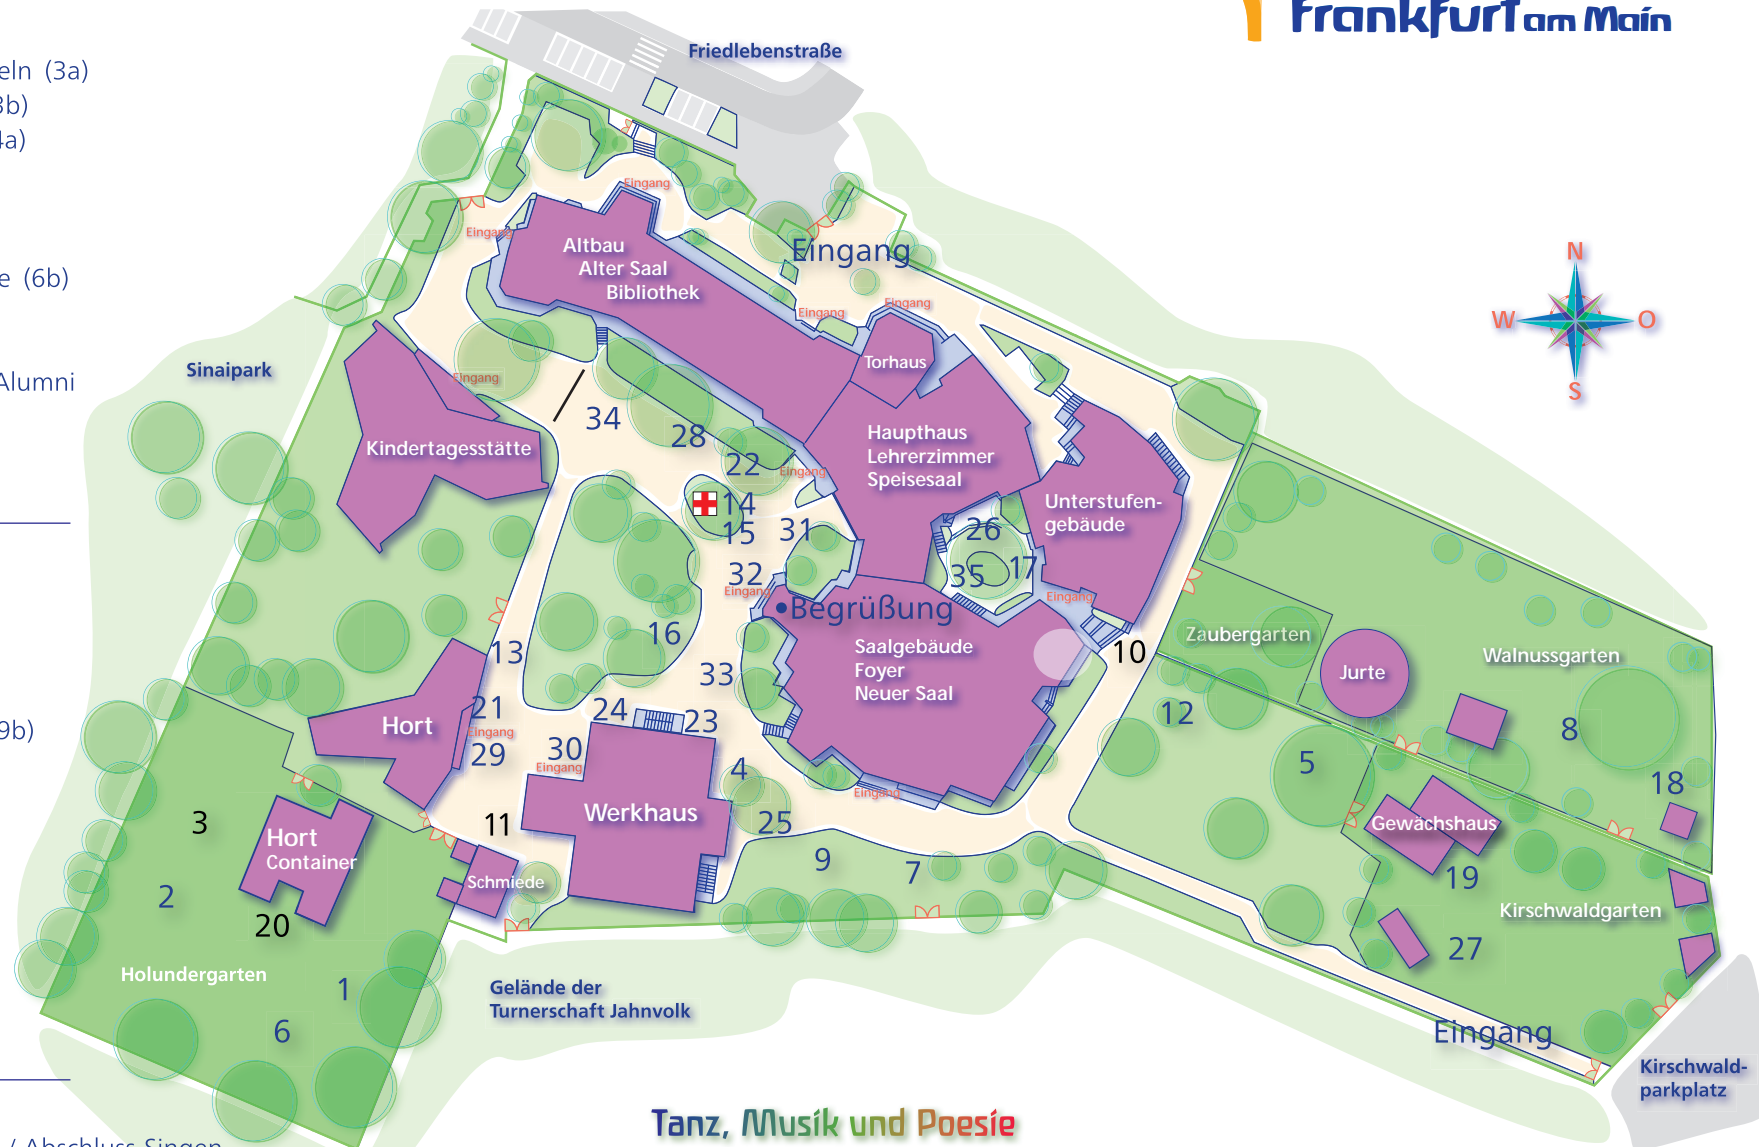 Frankfurt am Main
eln (3a)
3b)
4a)
e (6b)
Alumni
9b)
/ Abschluss Singen
Friedlebenstraße
Eingang
Eingang
Eingang
Altbau
Alter Saal
Bibliothek
Eingang
Eingang
Torhaus
N
W
O
S
Sinaipark
Eingang
34
28
22
Eingang
Kindertagesstätte
Haupthaus
Lehrerzimmer
Speisesaal
Unterstufen-
gebäude
14
15
31
26
35
17
32
Eingang
Eingang
Begrüßung
16
13
33
Saalgebäude
Foyer
Neuer Saal
10
Zaubergarten
Jurte
Walnussgarten
12
8
5
18
21
Hort
Eingang
29
24
23
30
Eingang
4
Eingang
Werkhaus
25
11
3
Hort
Container
Schmiede
2
20
9
7
Gewächshaus
19
Kirschwaldgarten
27
Holundergarten
1
6
Gelände der
Turnerschaft Jahnvolk
Eingang
Kirschwald-
parkplatz
Tanz, Musik und Poesie